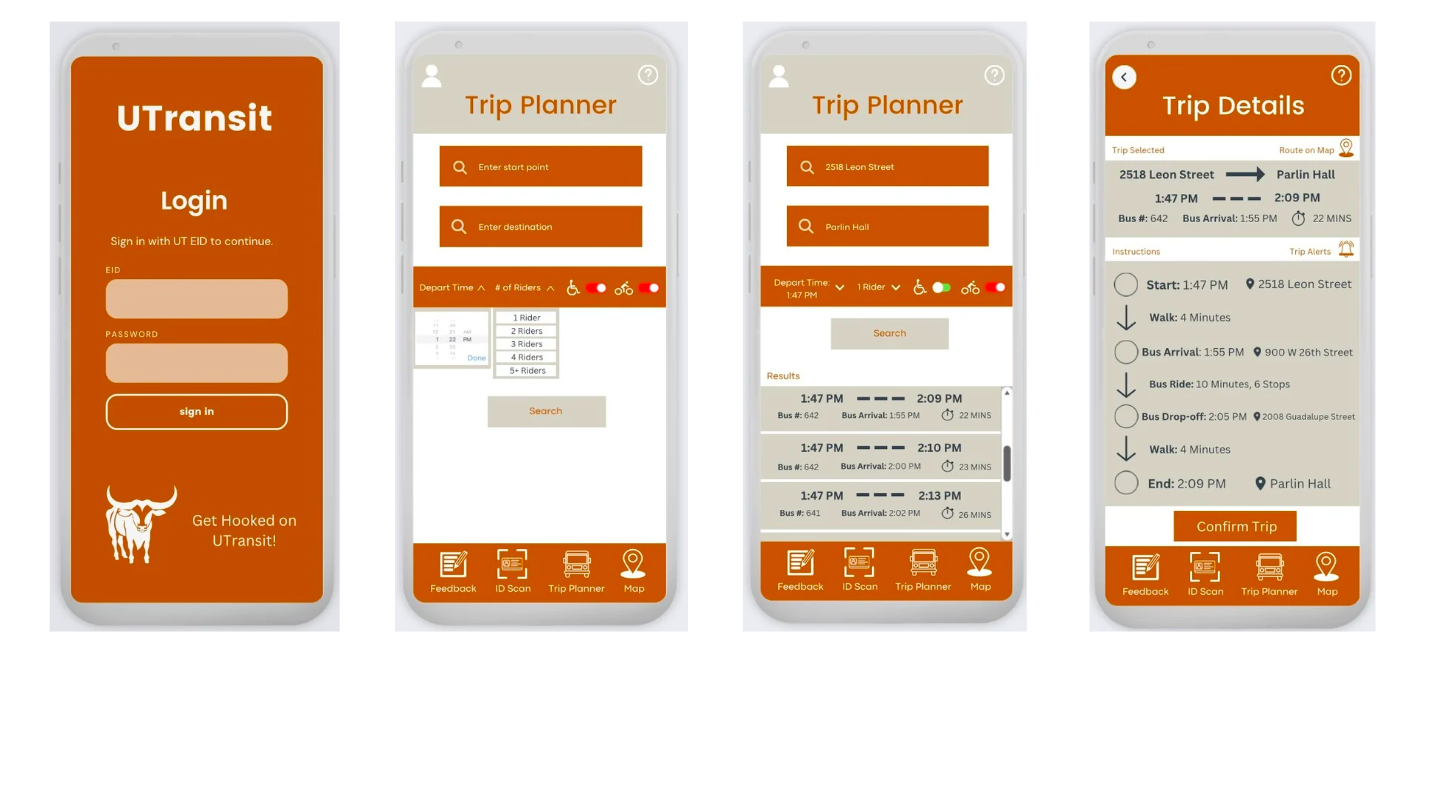 UTransit
Login
Sign in with UT EID to continue.
EID
PASSWORD
sign in
Get Hooked on
UTransit!
?
Trip Planner
Enter start point
Enter destination
Depart Time # of Riders
1 22 PM
Done
1 Rider
2 Riders
3 Riders
4 Riders
5+ Riders
Search
Feedback ID Scan Trip Planner Map
?
Trip Planner
2518 Leon Street
Parlin Hall
Depart Time:
1:47 PM
1 Rider
Search
Results
1:47 PM 2:09 PM
Bus #: 642 Bus Arrival: 1:55 PM 22 MINS
1:47 PM 2:10 PM
Bus #: 642 Bus Arrival: 2:00 PM 23 MINS
1:47 PM 2:13 PM
Bus #: 641 Bus Arrival: 2:02 PM 26 MINS
Feedback ID Scan Trip Planner Map
?
Trip Details
Trip Selected Route on Map
2518 Leon Street Parlin Hall
1:47 PM 2:09 PM
Bus #: 642 Bus Arrival: 1:55 PM 22 MINS
Instructions Trip Alerts
Start: 1:47 PM 2518 Leon Street
Walk: 4 Minutes
Bus Arrival: 1:55 PM 900 W 26th Street
Bus Ride: 10 Minutes, 6 Stops
Bus Drop-off: 2:05 PM 2008 Guadalupe Street
Walk: 4 Minutes
End: 2:09 PM Parlin Hall
Confirm Trip
Feedback ID Scan Trip Planner Map